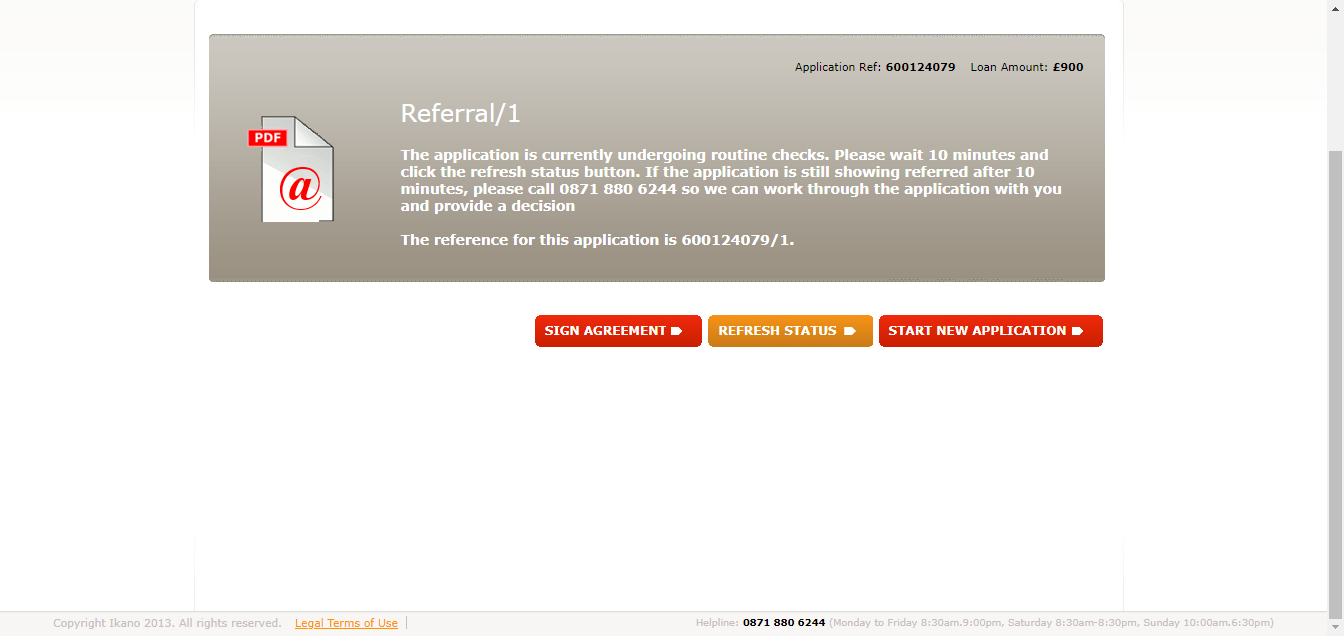 Application Ref: 600124079 Loan Amount: £900
Referral/1
PDF
@
The application is currently undergoing routine checks. Please wait 10 minutes and
click the refresh status button. If the application is still showing referred after 10
minutes, please call 0871 880 6244 so we can work through the application with you
and provide a decision
The reference for this application is 600124079/1.
SIGN AGREEMENT REFRESH STATUS START NEW APPLICATION
Copyright Ikano 2013. All rights reserved. Legal Terms of Use Helpline: 0871 880 6244 (Monday to Friday 8:30am.9:00pm, Saturday 8:30am-8:30pm, Sunday 10:00am.6:30pm)